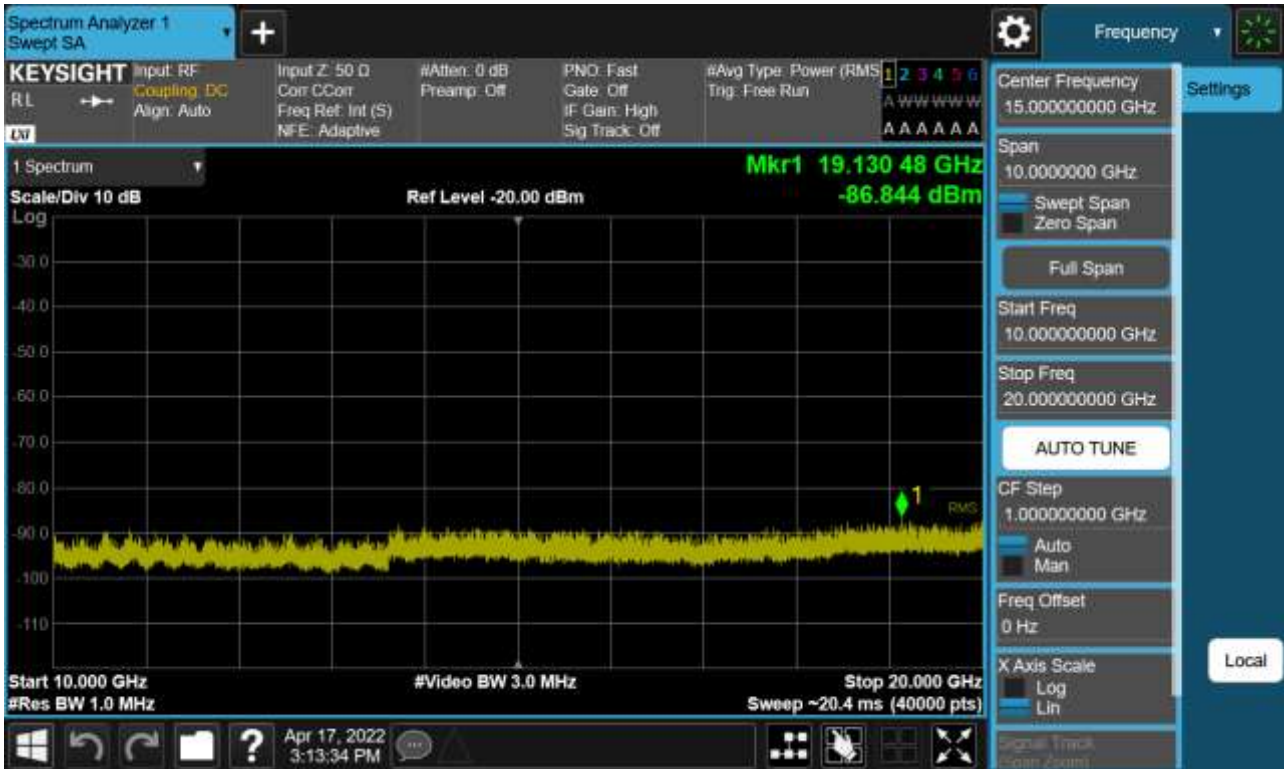 Spectrum Analyzer 1
Swept SA
+
Frequency
KEYSIGHT
RL
LXI
Input: RF
Coupling: DC
Align: Auto
Input Z: 50 Ω
Corr CCorr
Freq Ref: Int (S)
NFE: Adaptive
#Atten: 0 dB
Preamp: Off
PNO: Fast
Gate: Off
IF Gain: High
Sig Track: Off
#Avg Type: Power (RMS
Trig: Free Run
1 2 3 4 5 6
A W W W W W
A A A A A A
1 Spectrum
Scale/Div 10 dB
Ref Level -20.00 dBm
Mkr1 19.130 48 GHz
-86.844 dBm
Log
-30.0
-40.0
-50.0
-60.0
-70.0
-80.0
-90.0
-100
-110
1
RMS
Start 10.000 GHz
#Res BW 1.0 MHz
#Video BW 3.0 MHz
Stop 20.000 GHz
Sweep ~20.4 ms (40000 pts)
Center Frequency
15.000000000 GHz
Span
10.0000000 GHz
Swept Span
Zero Span
Full Span
Start Freq
10.000000000 GHz
Stop Freq
20.000000000 GHz
AUTO TUNE
CF Step
1.000000000 GHz
Auto
Man
Freq Offset
0 Hz
X Axis Scale
Log
Lin
Signal Track
(Span Zoom)
Settings
Local
?
Apr 17, 2022
3:13:34 PM